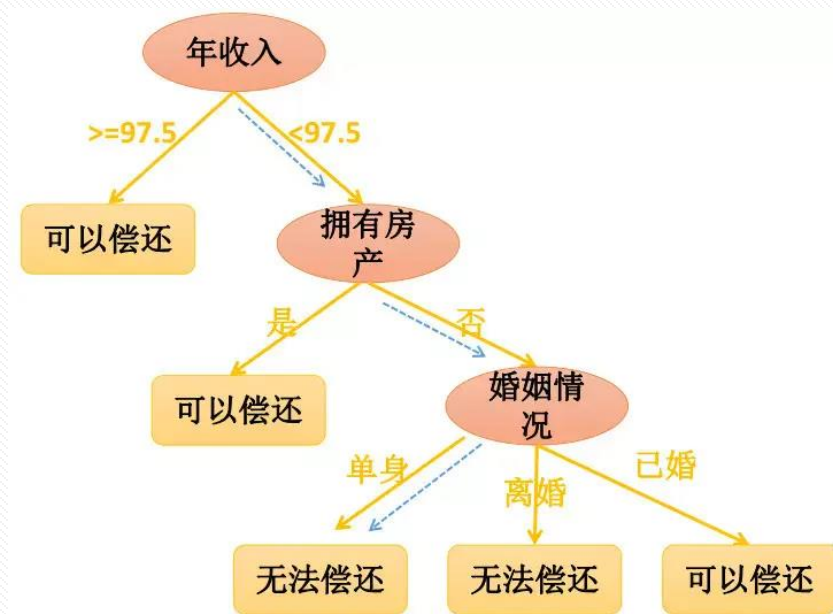 年收入
>=97.5
<97.5
可以偿还
拥有房
产
是
否
可以偿还
婚姻情
况
单身
离婚
已婚
无法偿还
无法偿还
可以偿还